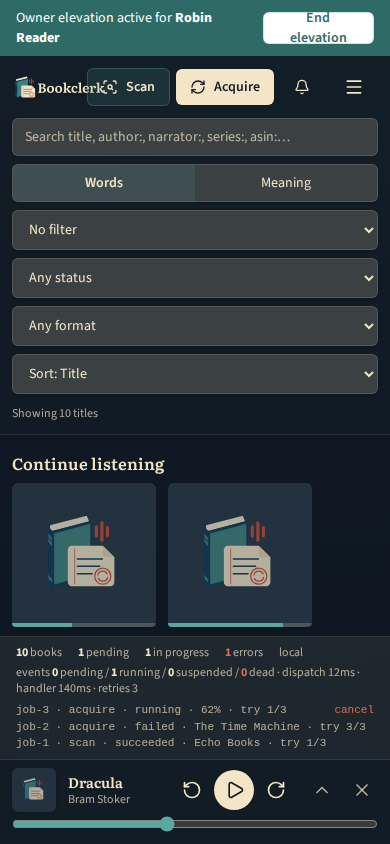 Owner elevation active for Robin
Reader
End
elevation
Bookclerk
Scan
Acquire
Search title, author:, narrator:, series:, asin:…
Words
Meaning
No filter
Any status
Any format
Sort: Title
Showing 10 titles
Continue listening
10 books 1 pending 1 in progress 1 errors local
events 0 pending / 1 running / 0 suspended / 0 dead · dispatch 12ms ·
handler 140ms · retries 3
job-3 · acquire · running · 62% · try 1/3 cancel
job-2 · acquire · failed · The Time Machine · try 3/3
job-1 · scan · succeeded · Echo Books · try 1/3
Dracula
Bram Stoker